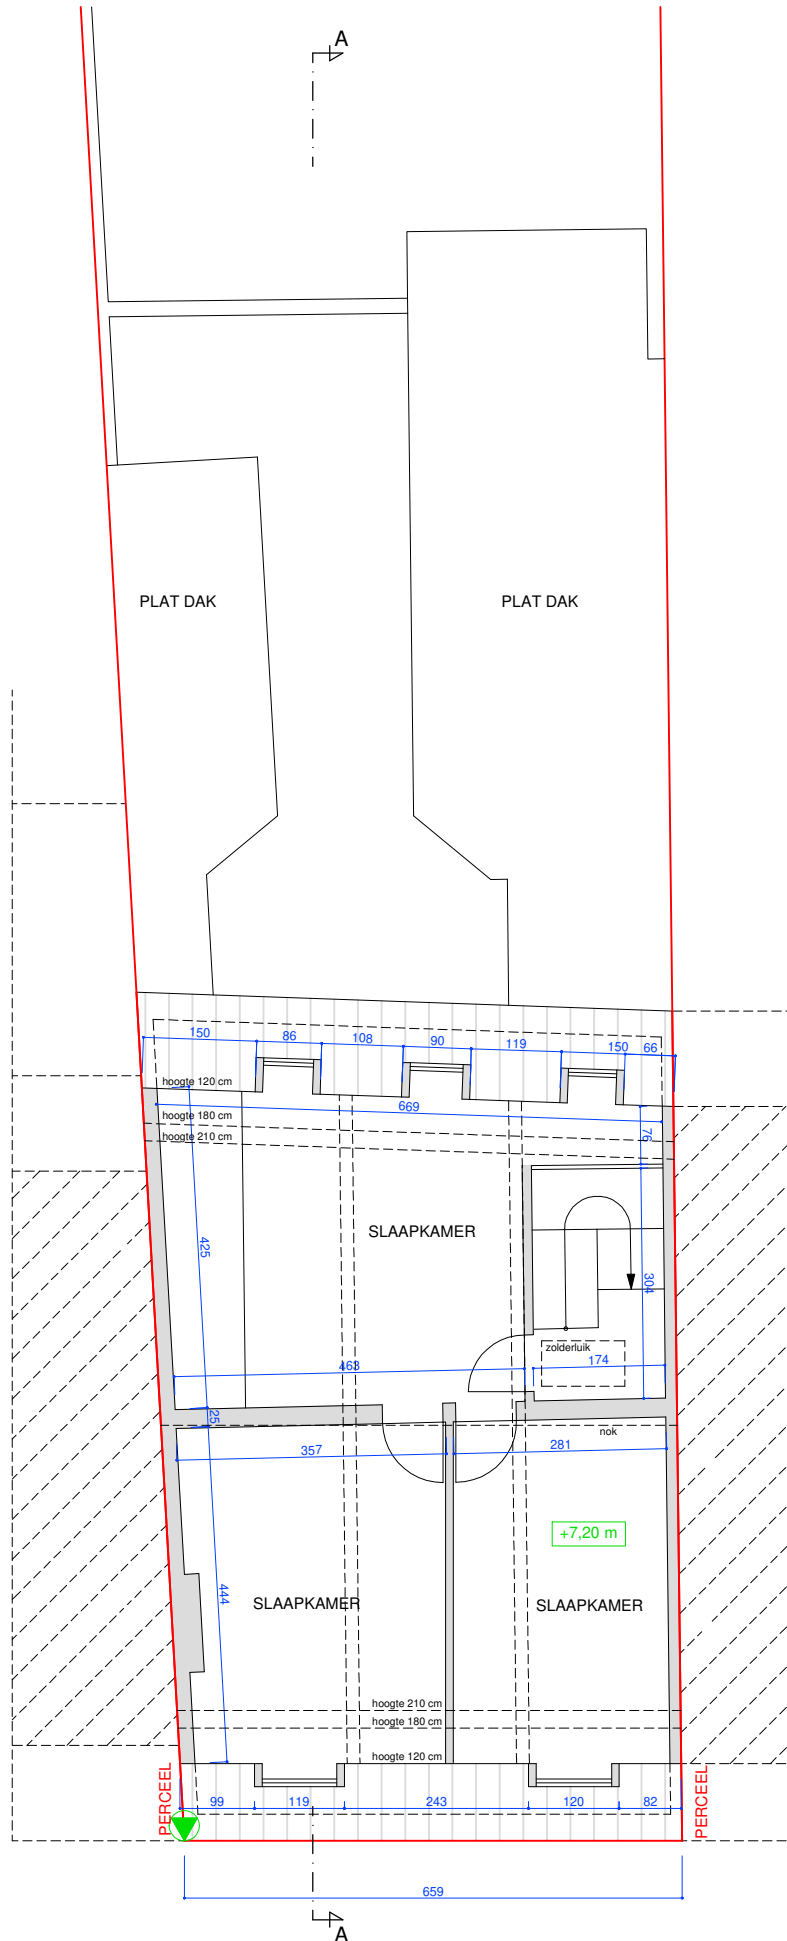 A
PLAT DAK
PLAT DAK
150
86
108
90
119
150
66
hoogte 120 cm
669
hoogte 180 cm
hoogte 210 cm
76
SLAAPKAMER
425
304
zolderluik
174
463
25
nok
357
281
+7,20 m
444
SLAAPKAMER
SLAAPKAMER
hoogte 210 cm
hoogte 180 cm
hoogte 120 cm
PERCEEL
PERCEEL
99
119
243
120
82
659
A